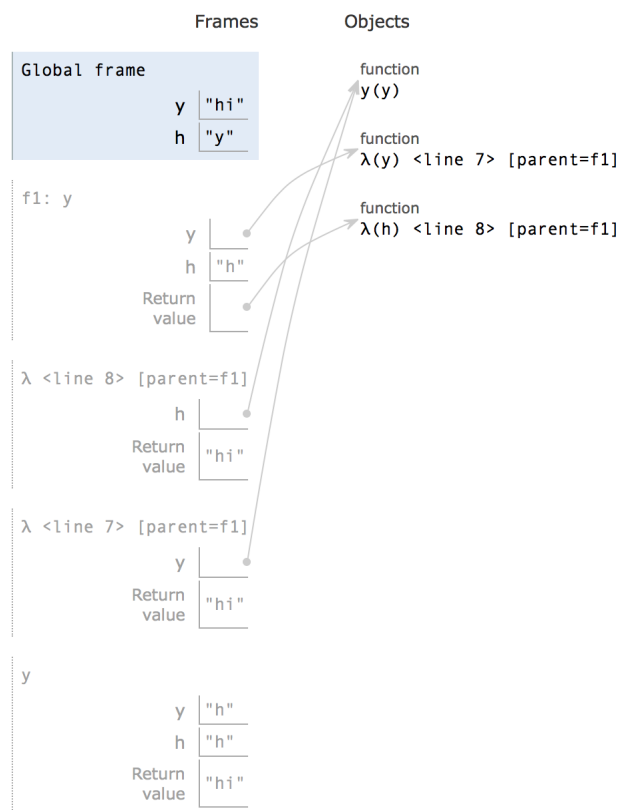 Frames Objects
Global frame
y "hi"
h "y"
function
y(y)
function
λ(y) <line 7> [parent=f1]
function
λ(h) <line 8> [parent=f1]
f1: y
y
h "h"
Return
value
λ <line 8> [parent=f1]
h
Return
value "hi"
λ <line 7> [parent=f1]
y
Return
value "hi"
y
y "h"
h "h"
Return
value "hi"